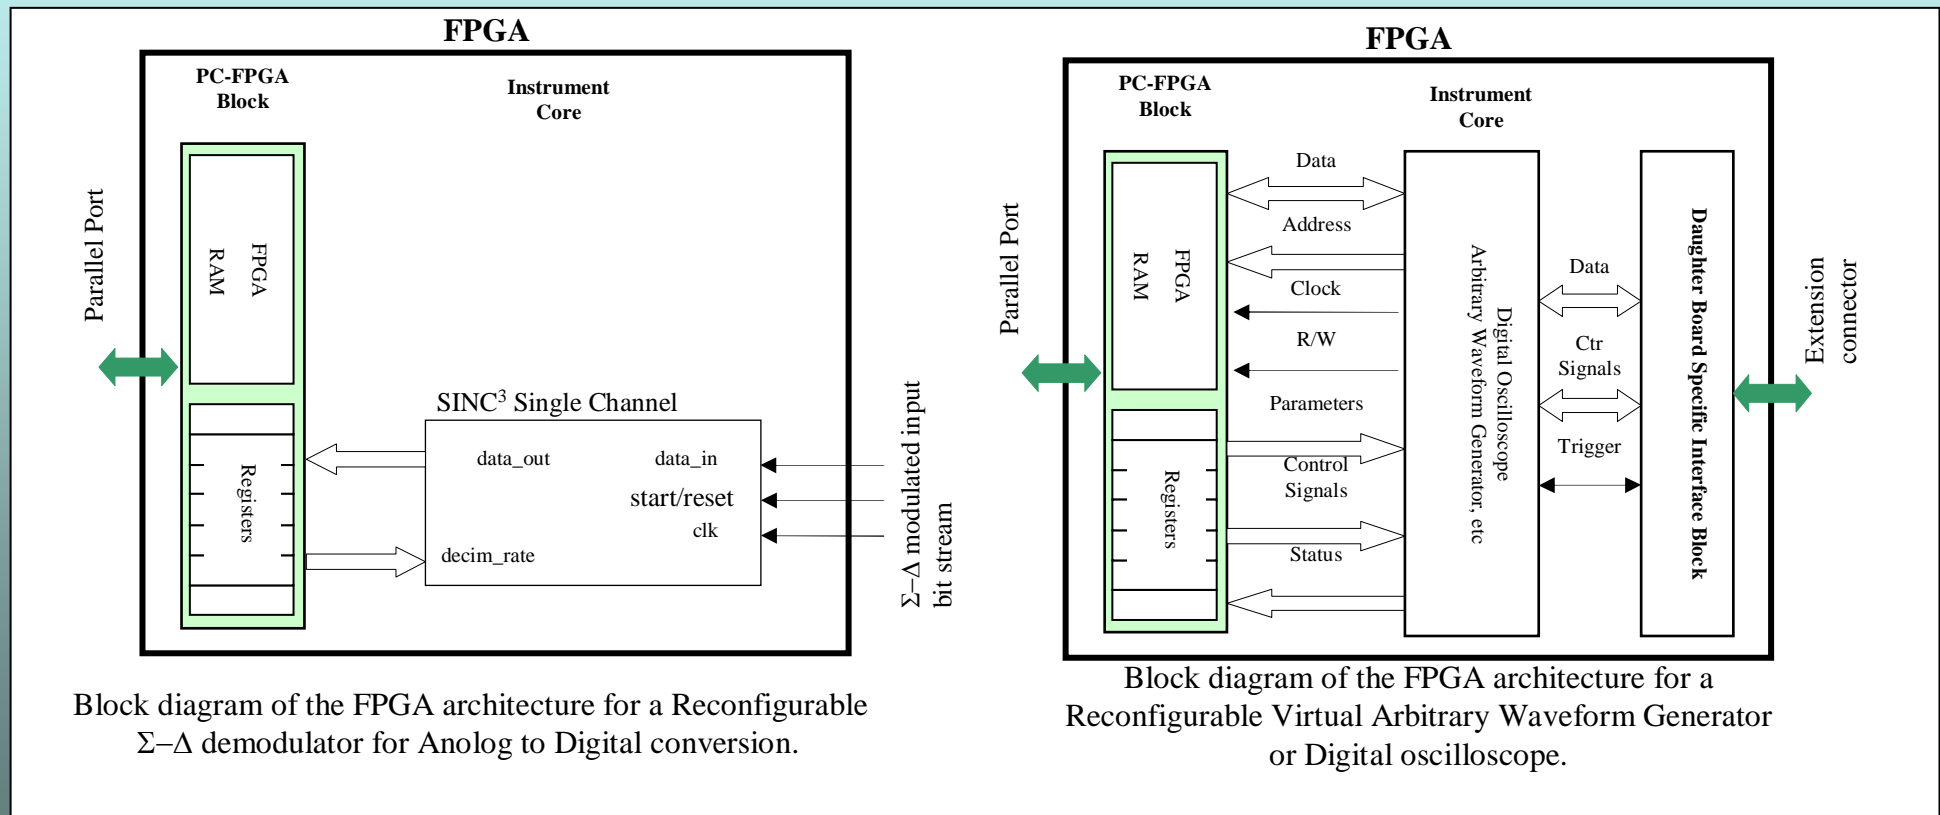 FPGA
PC-FPGA
Block
Instrument
Core
Parallel Port
FPGA
RAM
Registers
SINC³ Single Channel
data_out
data_in
start/reset
clk
decim_rate
Σ–Δ modulated input
bit stream
Block diagram of the FPGA architecture for a Reconfigurable
Σ–Δ demodulator for Anolog to Digital conversion.
FPGA
PC-FPGA
Block
Instrument
Core
Parallel Port
FPGA
RAM
Registers
Data
Address
Clock
R/W
Parameters
Control
Signals
Status
Digital Oscilloscope
Arbitrary Waveform Generator, etc
Data
Ctr
Signals
Trigger
Daughter Board Specific Interface Block
Extension
connector
Block diagram of the FPGA architecture for a
Reconfigurable Virtual Arbitrary Waveform Generator
or Digital oscilloscope.